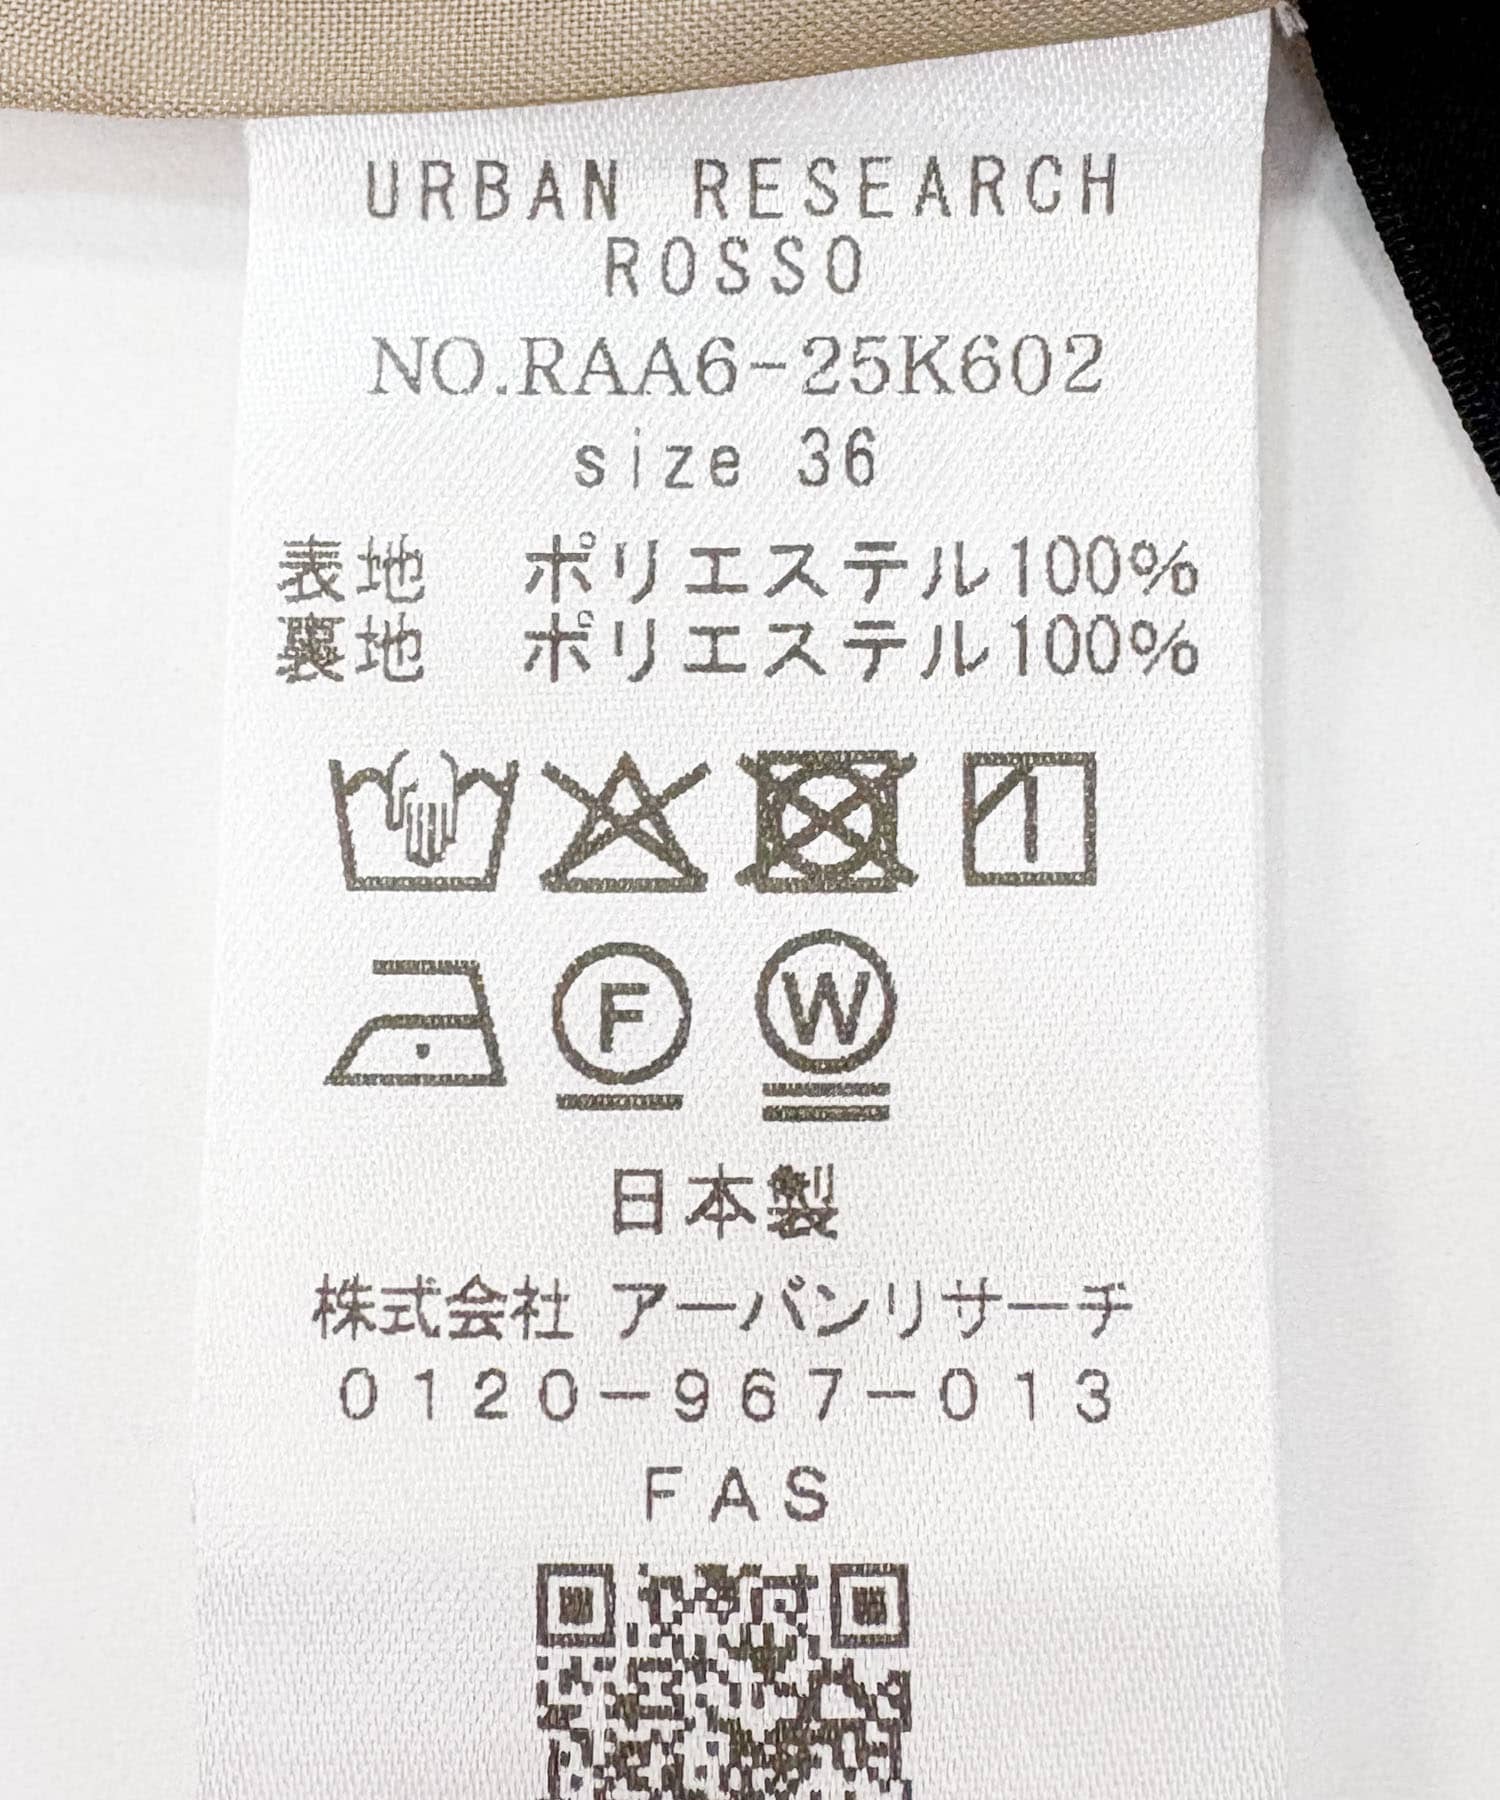 URBAN RESEARCH
ROSSO
NO.RAA6-25K602
size 36
表地 ポリエステル100%
裏地 ポリエステル100%
F W
日本製
株式会社 アーバンリサーチ
0120-967-013
FAS